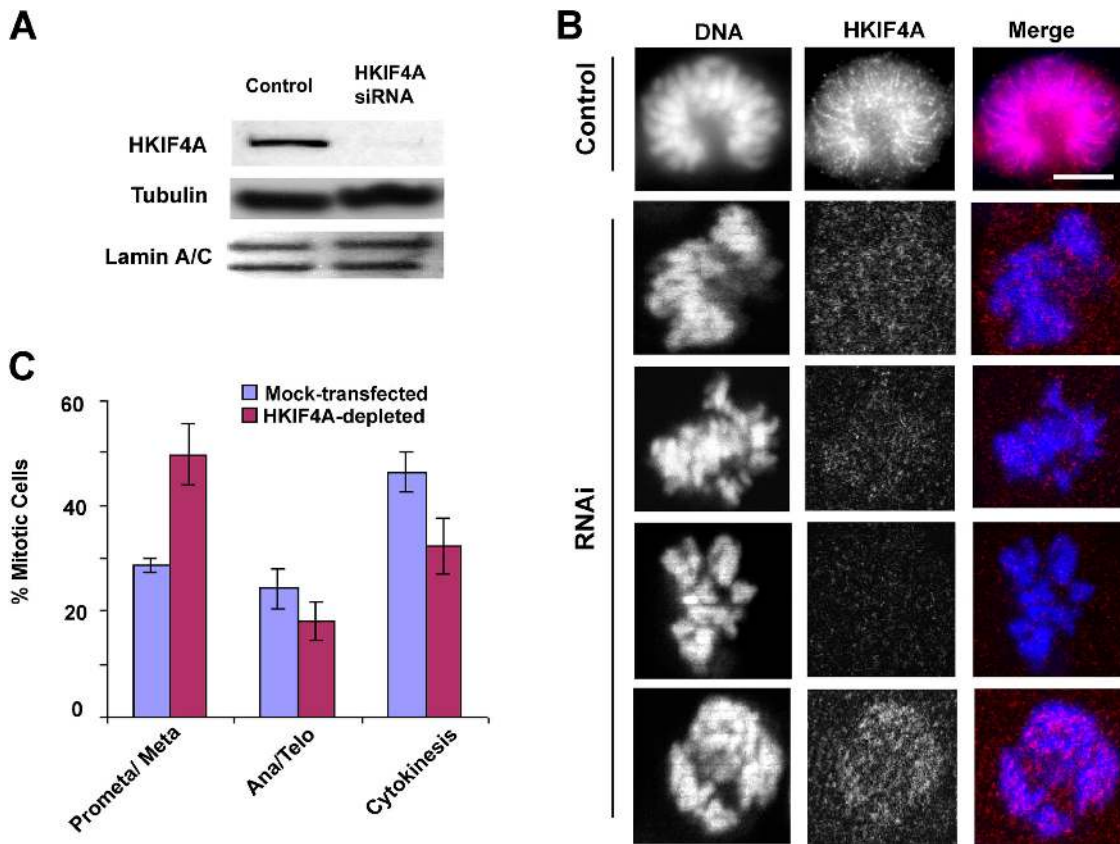 A
Control
HKIF4A
siRNA
HKIF4A
Tubulin
Lamin A/C
B
DNA
HKIF4A
Merge
Control
RNAi
C
Mock-transfected
HKIF4A-depleted
% Mitotic Cells
60
40
20
0
Prometa/ Meta
Ana/Telo
Cytokinesis